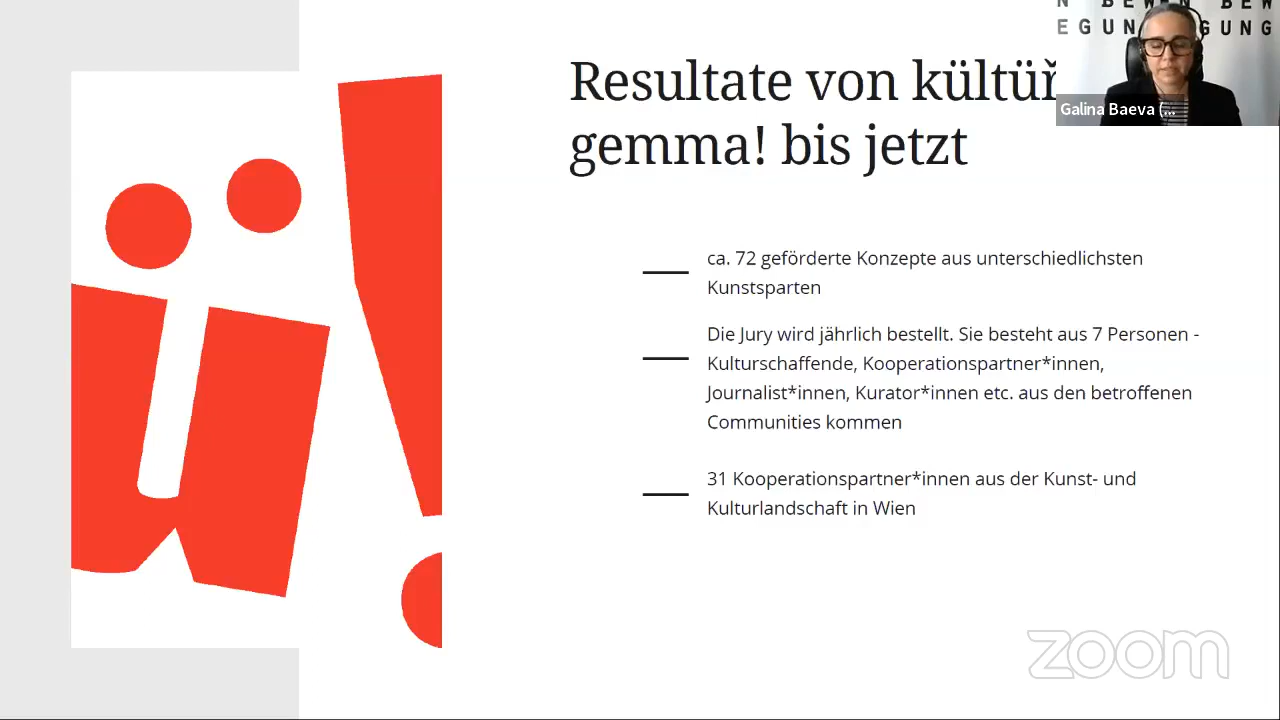 EGUN GUNG
Resultate von kültü
gemma! bis jetzt
Galina Baeva (...
ca. 72 geförderte Konzepte aus unterschiedlichsten
Kunstsparten
Die Jury wird jährlich bestellt. Sie besteht aus 7 Personen -
Kulturschaffende, Kooperationspartner*innen,
Journalist*innen, Kurator*innen etc. aus den betroffenen
Communities kommen
31 Kooperationspartner*innen aus der Kunst- und
Kulturlandschaft in Wien
ü!
zoom